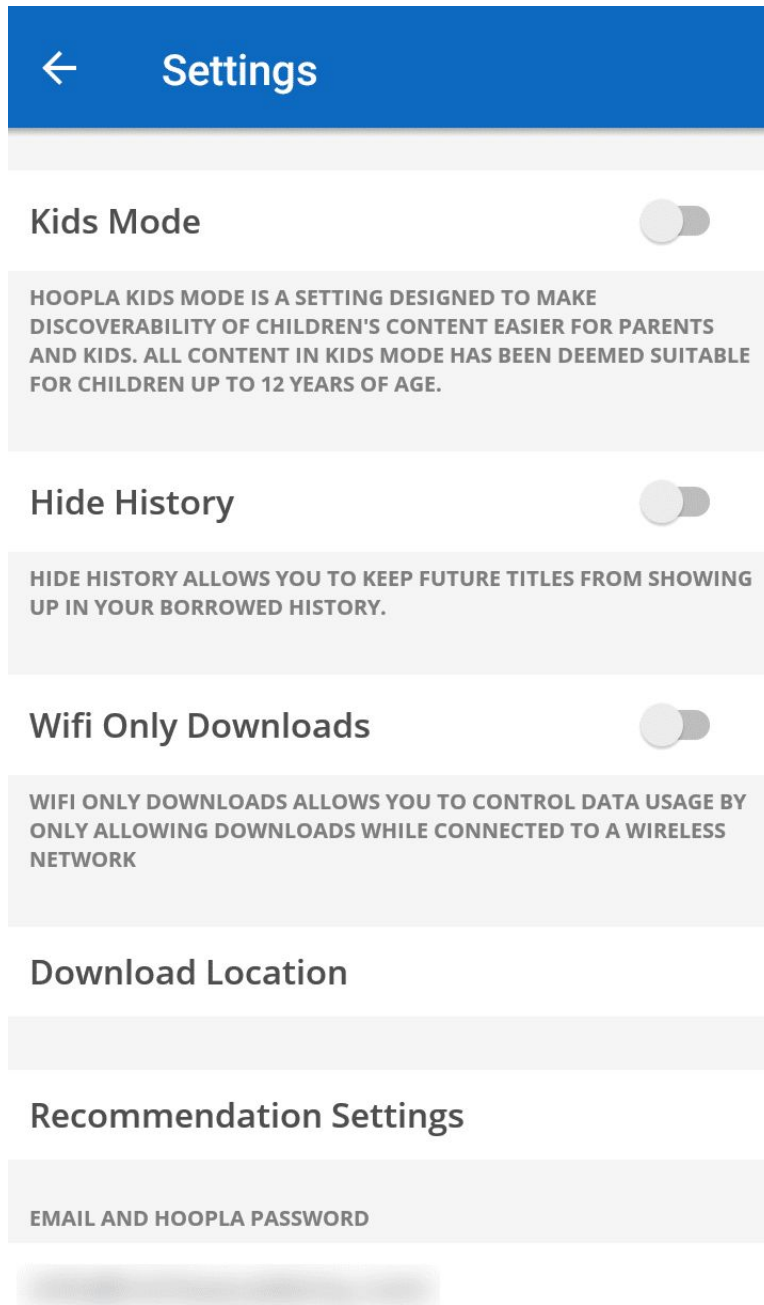 Settings
Kids Mode
HOOPLA KIDS MODE IS A SETTING DESIGNED TO MAKE
DISCOVERABILITY OF CHILDREN'S CONTENT EASIER FOR PARENTS
AND KIDS. ALL CONTENT IN KIDS MODE HAS BEEN DEEMED SUITABLE
FOR CHILDREN UP TO 12 YEARS OF AGE.
Hide History
HIDE HISTORY ALLOWS YOU TO KEEP FUTURE TITLES FROM SHOWING
UP IN YOUR BORROWED HISTORY.
Wifi Only Downloads
WIFI ONLY DOWNLOADS ALLOWS YOU TO CONTROL DATA USAGE BY
ONLY ALLOWING DOWNLOADS WHILE CONNECTED TO A WIRELESS
NETWORK
Download Location
Recommendation Settings
EMAIL AND HOOPLA PASSWORD